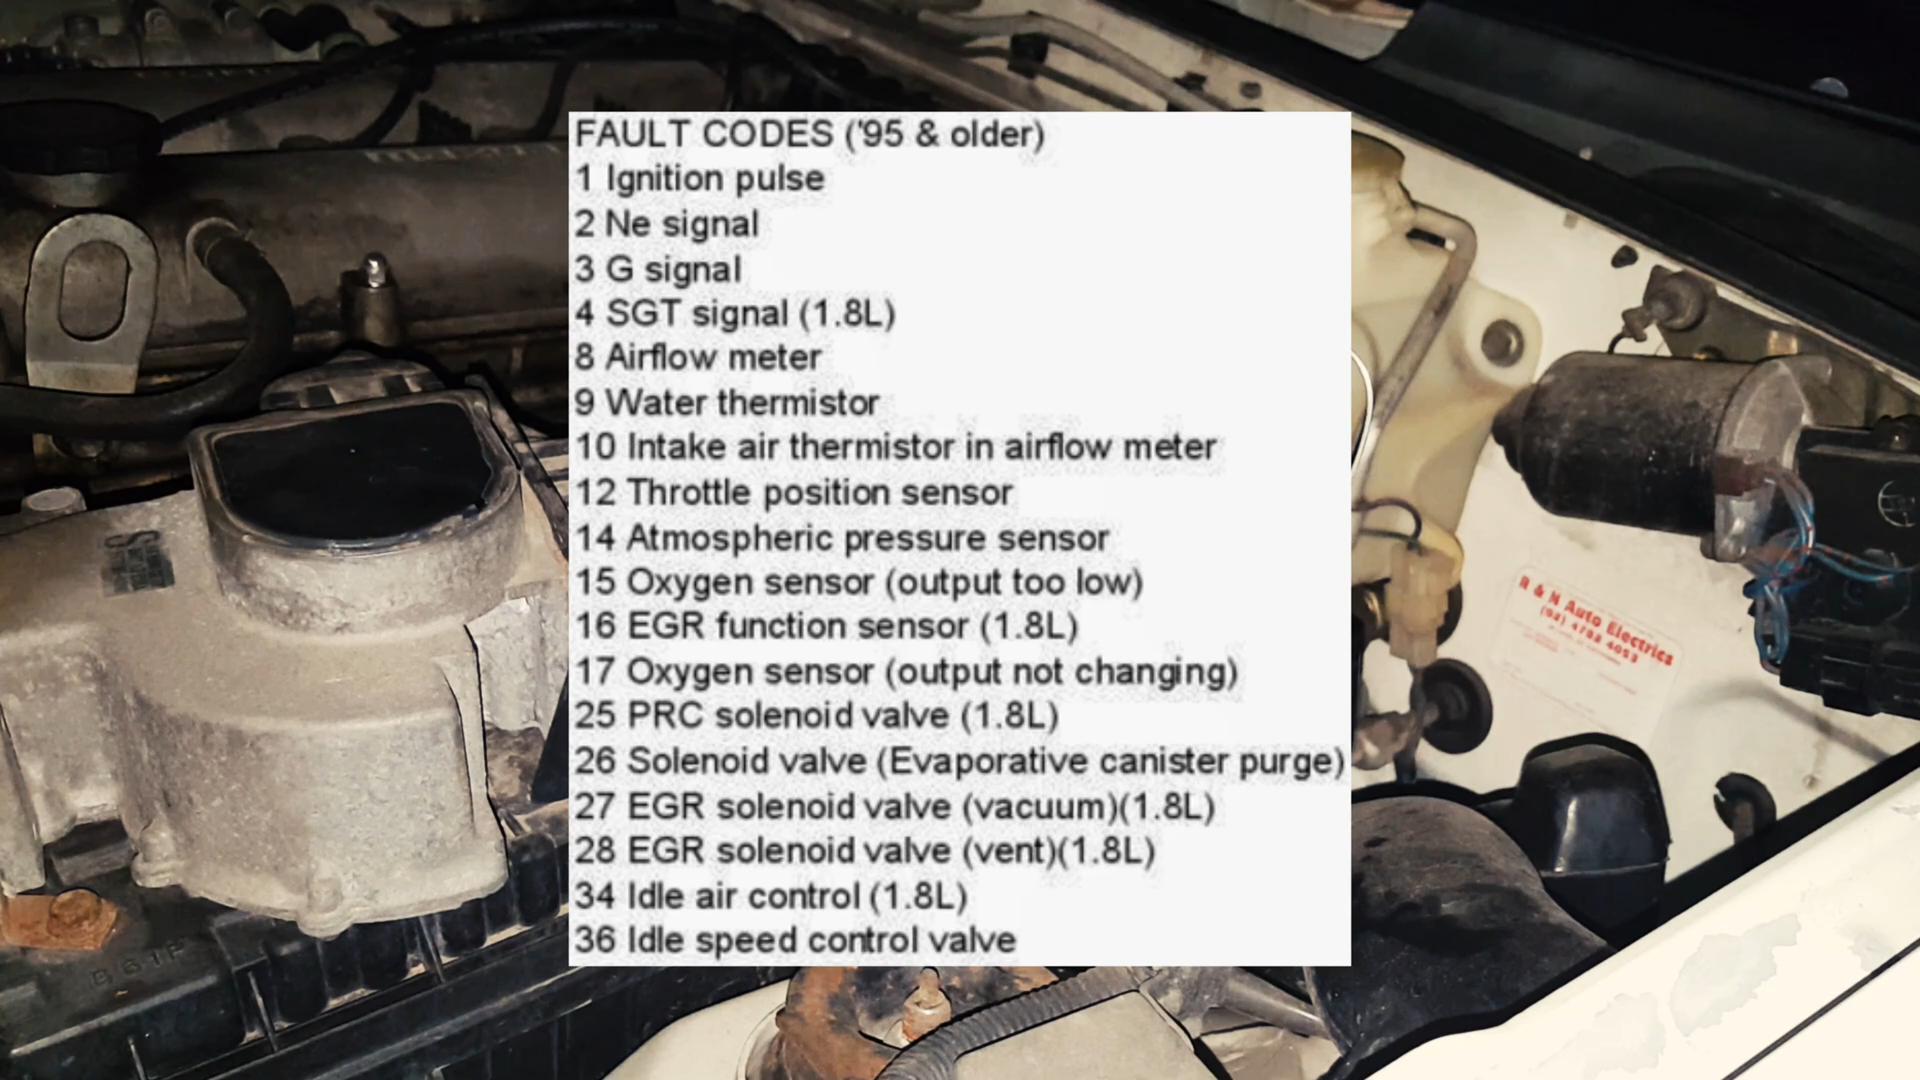 FAULT CODES ('95 & older)
1 Ignition pulse
2 Ne signal
3 G signal
4 SGT signal (1.8L)
8 Airflow meter
9 Water thermistor
10 Intake air thermistor in airflow meter
12 Throttle position sensor
14 Atmospheric pressure sensor
15 Oxygen sensor (output too low)
16 EGR function sensor (1.8L)
17 Oxygen sensor (output not changing)
25 PRC solenoid valve (1.8L)
26 Solenoid valve (Evaporative canister purge)
27 EGR solenoid valve (vacuum)(1.8L)
28 EGR solenoid valve (vent)(1.8L)
34 Idle air control (1.8L)
36 Idle speed control valve
R & N Auto Electrics
B61P